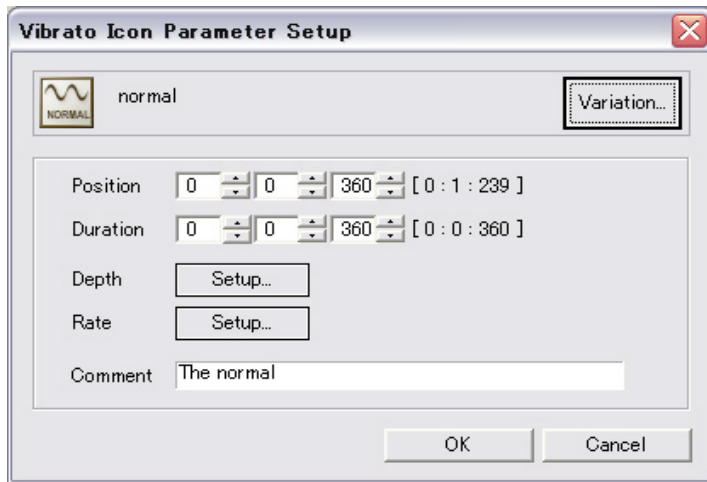 Vibrato Icon Parameter Setup
NORMAL
normal
Variation...
Position 0 0 360 [ 0 : 1 : 239 ]
Duration 0 0 360 [ 0 : 0 : 360 ]
Depth Setup...
Rate Setup...
Comment The normal
OK Cancel